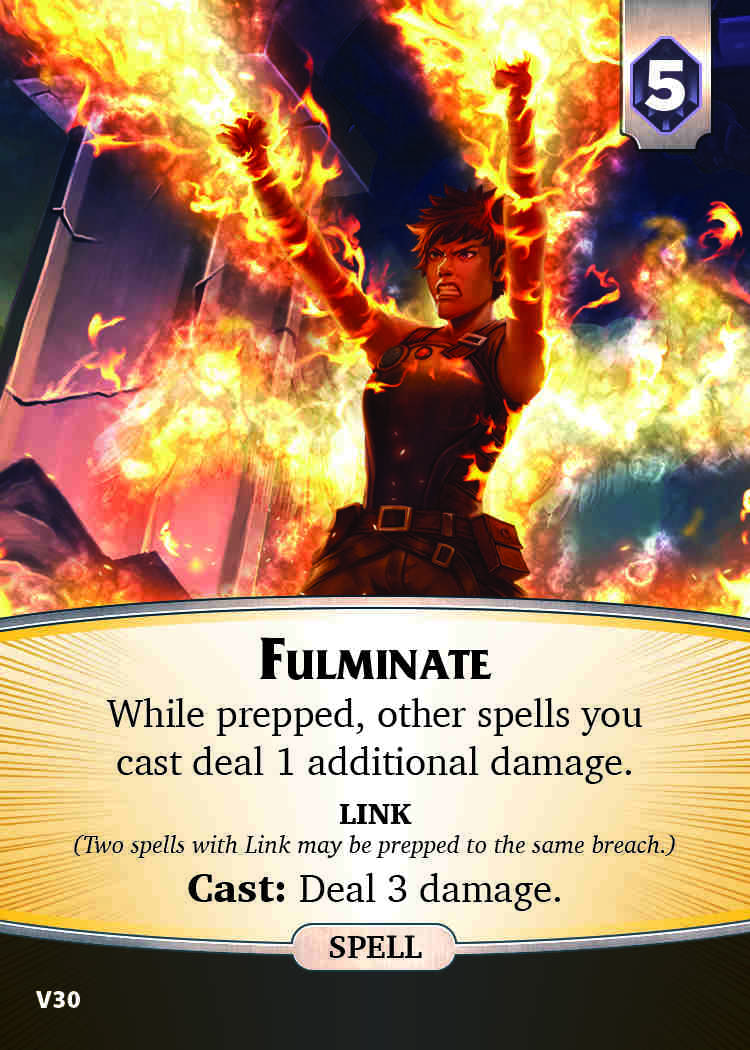 5
Fulminate
While prepped, other spells you
cast deal 1 additional damage.
LINK
(Two spells with Link may be prepped to the same breach.)
Cast: Deal 3 damage.
SPELL
V30